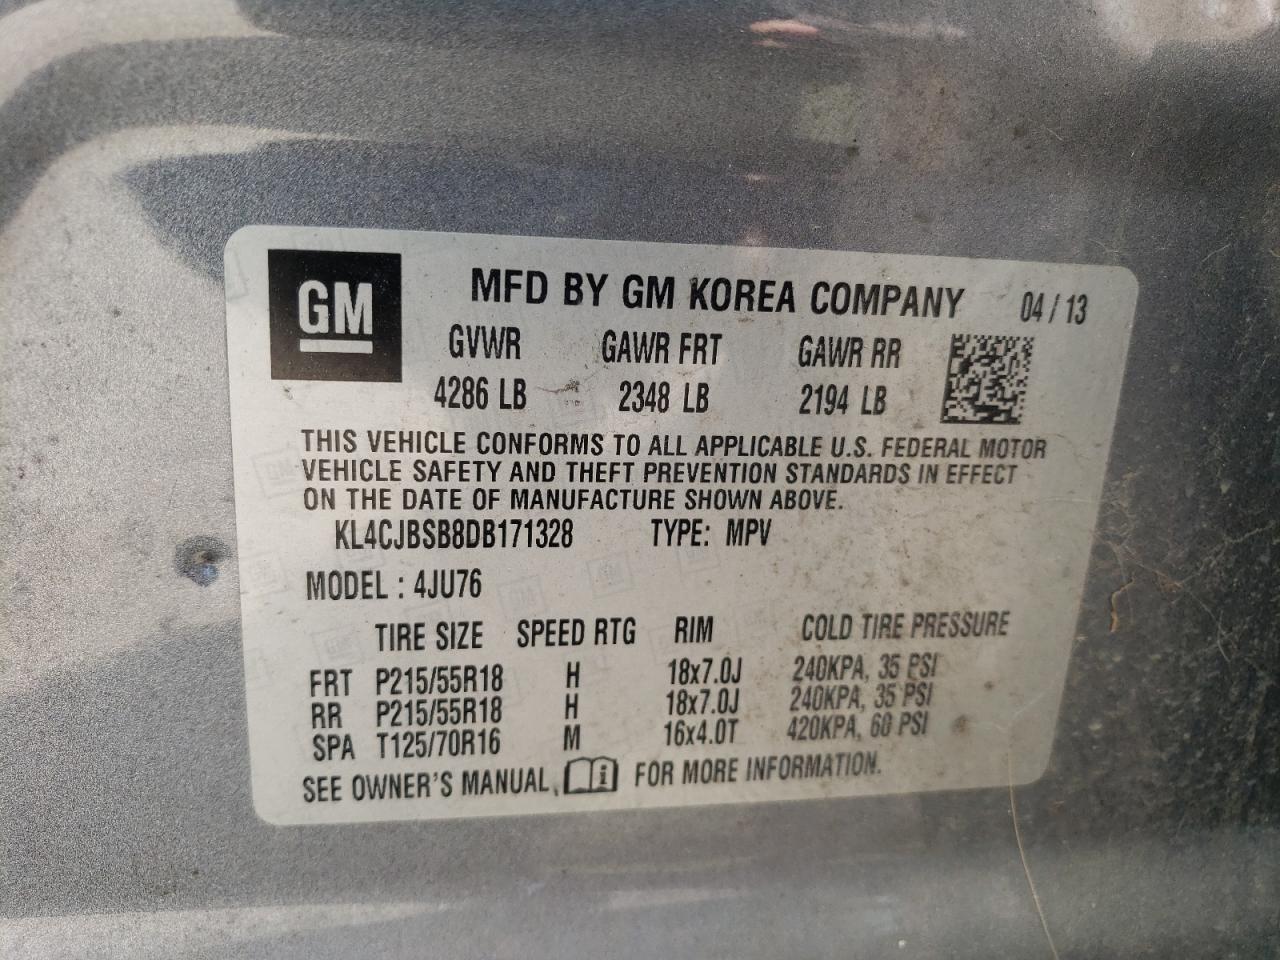 GM
MFD BY GM KOREA COMPANY 04 / 13
GVWR GAWR FRT GAWR RR
4286 LB 2348 LB 2194 LB
THIS VEHICLE CONFORMS TO ALL APPLICABLE U.S. FEDERAL MOTOR
VEHICLE SAFETY AND THEFT PREVENTION STANDARDS IN EFFECT
ON THE DATE OF MANUFACTURE SHOWN ABOVE.
KL4CJBSB8DB171328 TYPE: MPV
MODEL : 4JU76
TIRE SIZE SPEED RTG RIM COLD TIRE PRESSURE
FRT P215/55R18 H 18x7.0J 240KPA, 35 PSI
RR P215/55R18 H 18x7.0J 240KPA, 35 PSI
SPA T125/70R16 M 16x4.0T 420KPA, 60 PSI
SEE OWNER'S MANUAL, i FOR MORE INFORMATION.